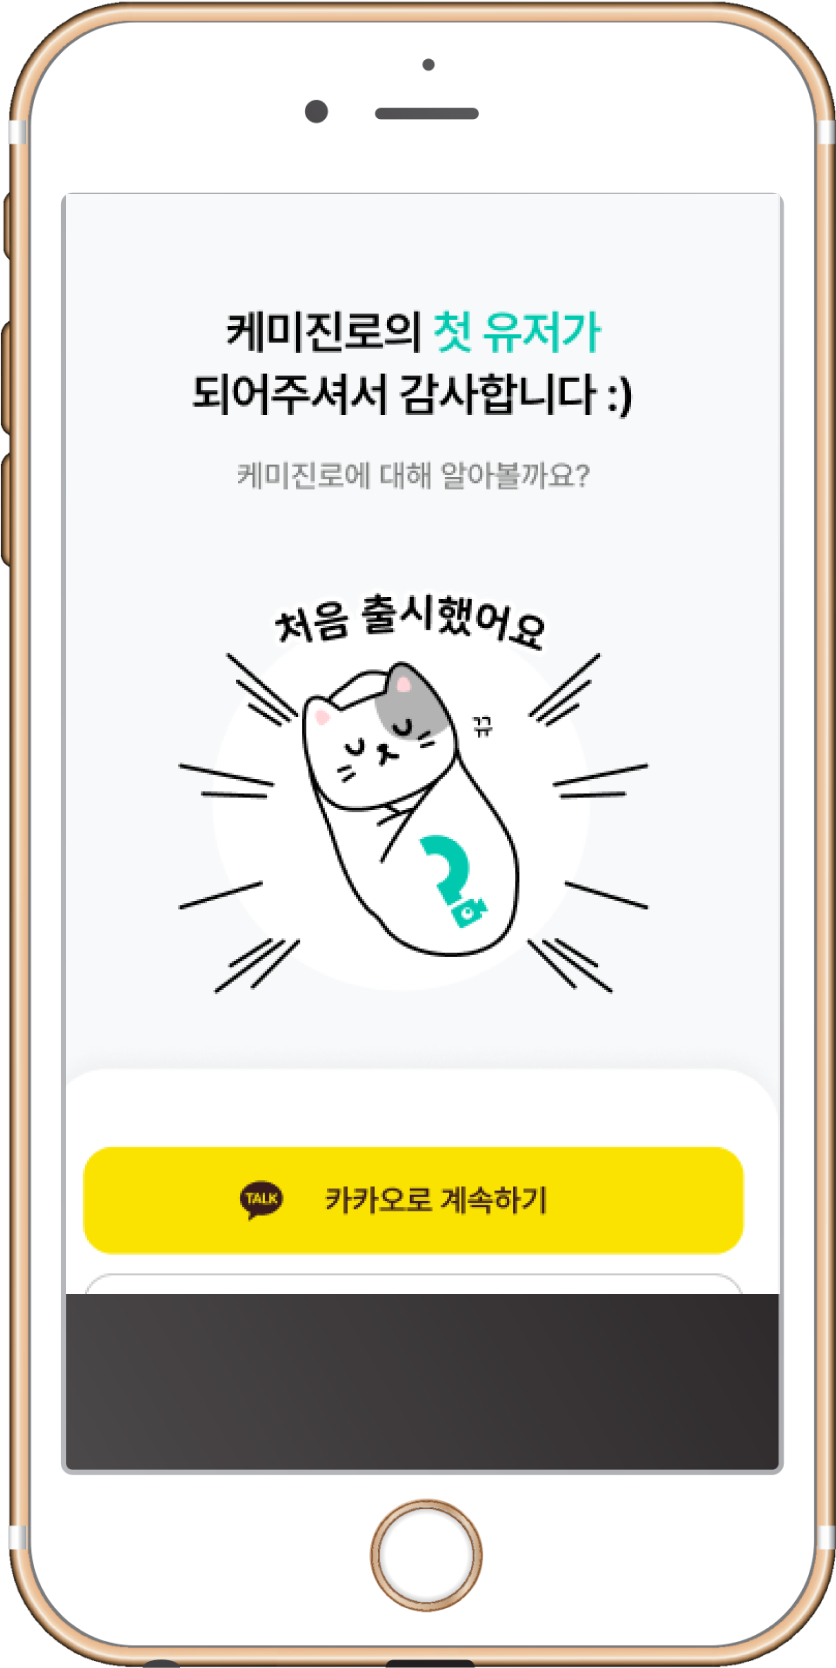 케미진로의 첫 유저가
되어주셔서 감사합니다 :)
케미진로에 대해 알아볼까요?
처음 출시했어요
뀨
TALK
카카오로 계속하기